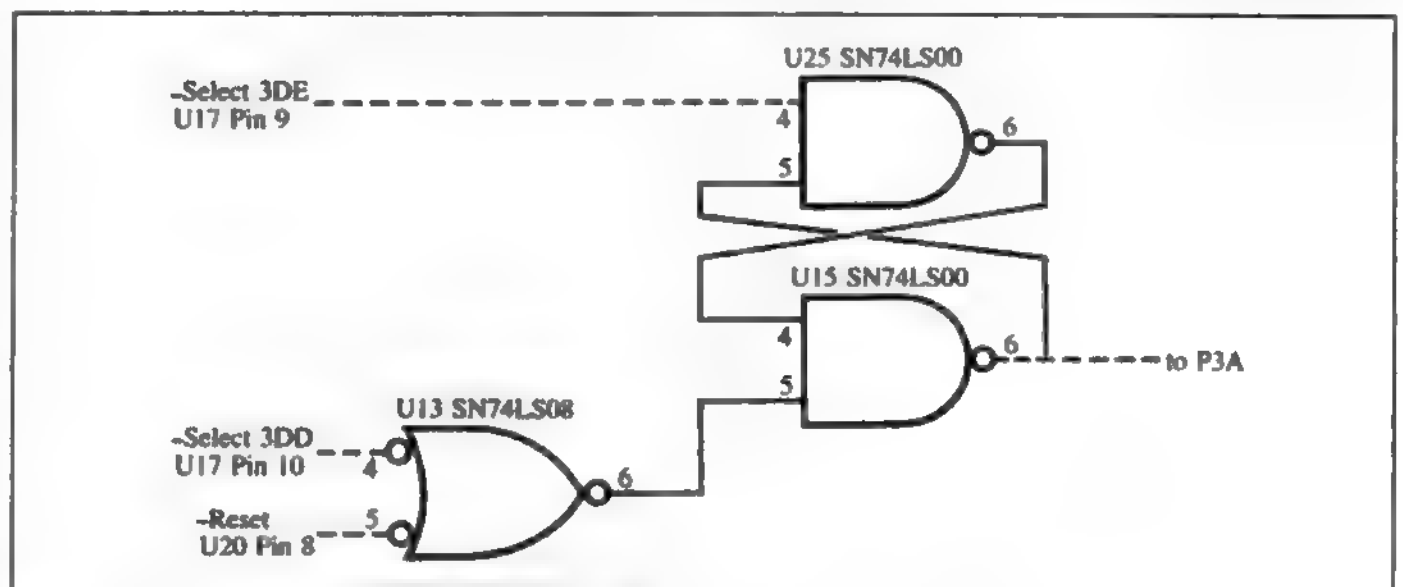 U25 SN74LS00
-Select 3DE
U17 Pin 9
4
6
5
U15 SN74LS00
4
6
to P3A
5
U13 SN74LS08
-Select 3DD
U17 Pin 10
4
6
-Reset
U20 Pin 8
5